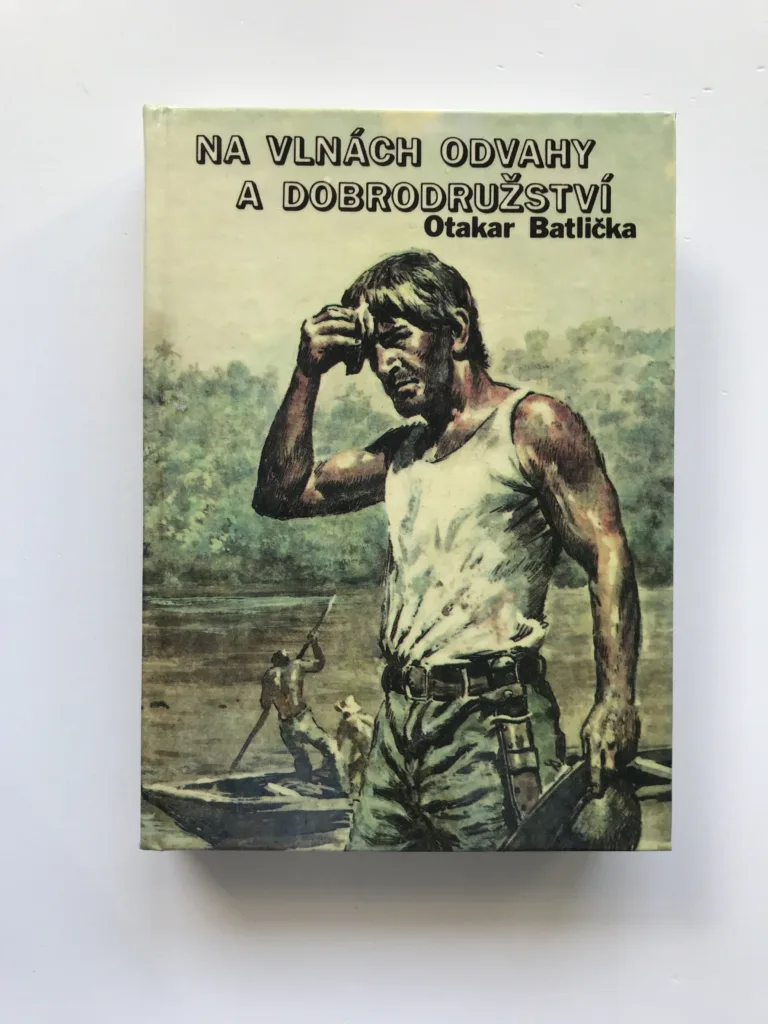 NA VLNÁCH ODVAHY
A DOBRODRUŽSTVÍ
Otakar Batlička